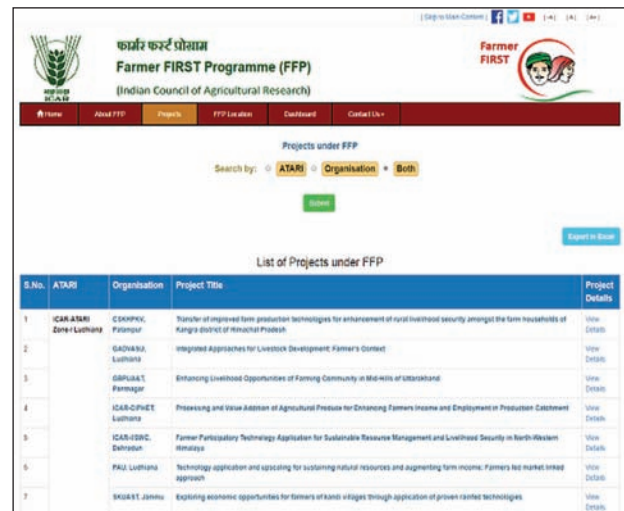 | Skip to Main Content | | -A | | A | | A+ |
फार्मर फर्स्ट प्रोग्राम
Farmer FIRST Programme (FFP)
(Indian Council of Agricultural Research)
ICAR
Farmer
FIRST
Home About FFP Projects FFP Location Dashboard Contact Us
Projects under FFP
Search by: ATARI Organisation Both
Submit
Export in Excel
List of Projects under FFP
S.No. ATARI Organisation Project Title Project
Details
1 ICAR-ATARI CSKHPKV, Transfer of improved farm production technologies for enhancement of rural livelihood security amongst the farm households of View
Zone-I Ludhiana Palampur Kangra district of Himachal Pradesh Details
2 GADVASU, Integrated Approaches for Livestock Development: Farmer's Context View
Ludhiana Details
3 GBPUA&T, Enhancing Livelihood Opportunities of Farming Community in Mid-Hills of Uttarakhand View
Details
4 ICAR-CIPHET, Processing and Value Addition of Agricultural Produce for Enhancing Farmers Income and Employment in Production Catchment View
Ludhiana Details
5 ICAR-IISWC, Farmer Participatory Technology Application for Sustainable Resource Management and Livelihood Security in North-Western View
Dehradun Himalaya Details
6 PAU, Ludhiana Technology application and upscaling for sustaining natural resources and augmenting farm income: Farmers led market linked View
approach Details
7 SKUAST, Jammu Exploring economic opportunities for farmers of kandi villages through application of proven rainfed technologies View
Details